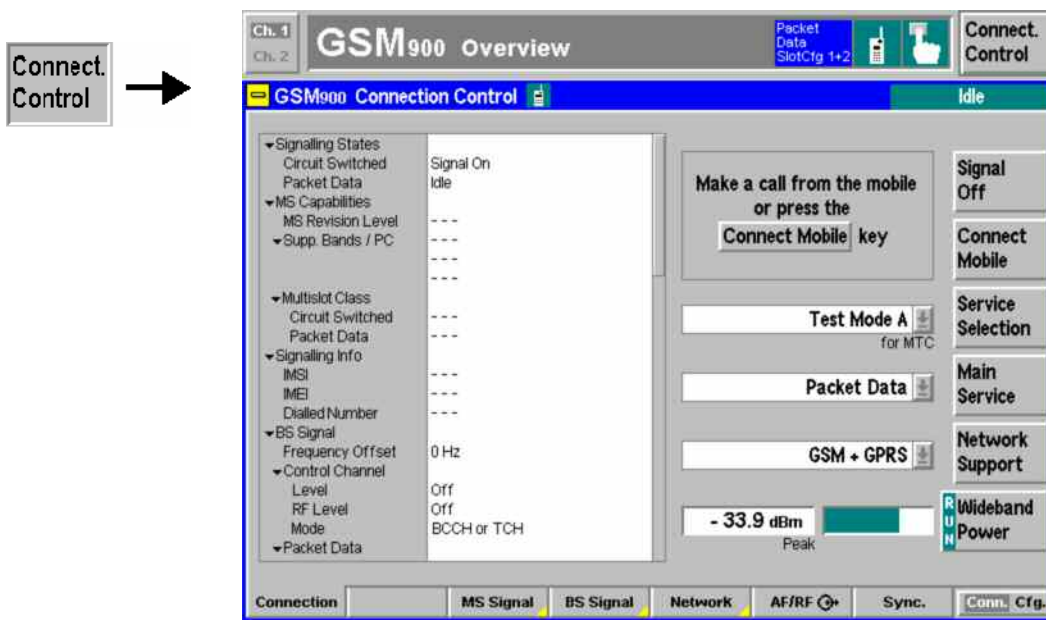 Connect.
Control
Ch. 1
Ch. 2
GSM900 Overview
Packet
Data
SlotCfg 1+2
Connect.
Control
GSM900 Connection Control
Idle
Signalling States
Circuit Switched Signal On
Packet Data Idle
MS Capabilities
MS Revision Level - - -
Supp. Bands / PC - - -
- - -
- - -
Multislot Class
Circuit Switched - - -
Packet Data - - -
Signalling Info
IMSI - - -
IMEI - - -
Dialled Number - - -
BS Signal
Frequency Offset 0 Hz
Control Channel
Level Off
RF Level Off
Mode BCCH or TCH
Packet Data
Make a call from the mobile
or press the
Connect Mobile key
Test Mode A
for MTC
Packet Data
GSM + GPRS
- 33.9 dBm
Peak
Signal
Off
Connect
Mobile
Service
Selection
Main
Service
Network
Support
RUN
Wideband
Power
Connection
MS Signal
BS Signal
Network
AF/RF
Sync.
Conn. Cfg.